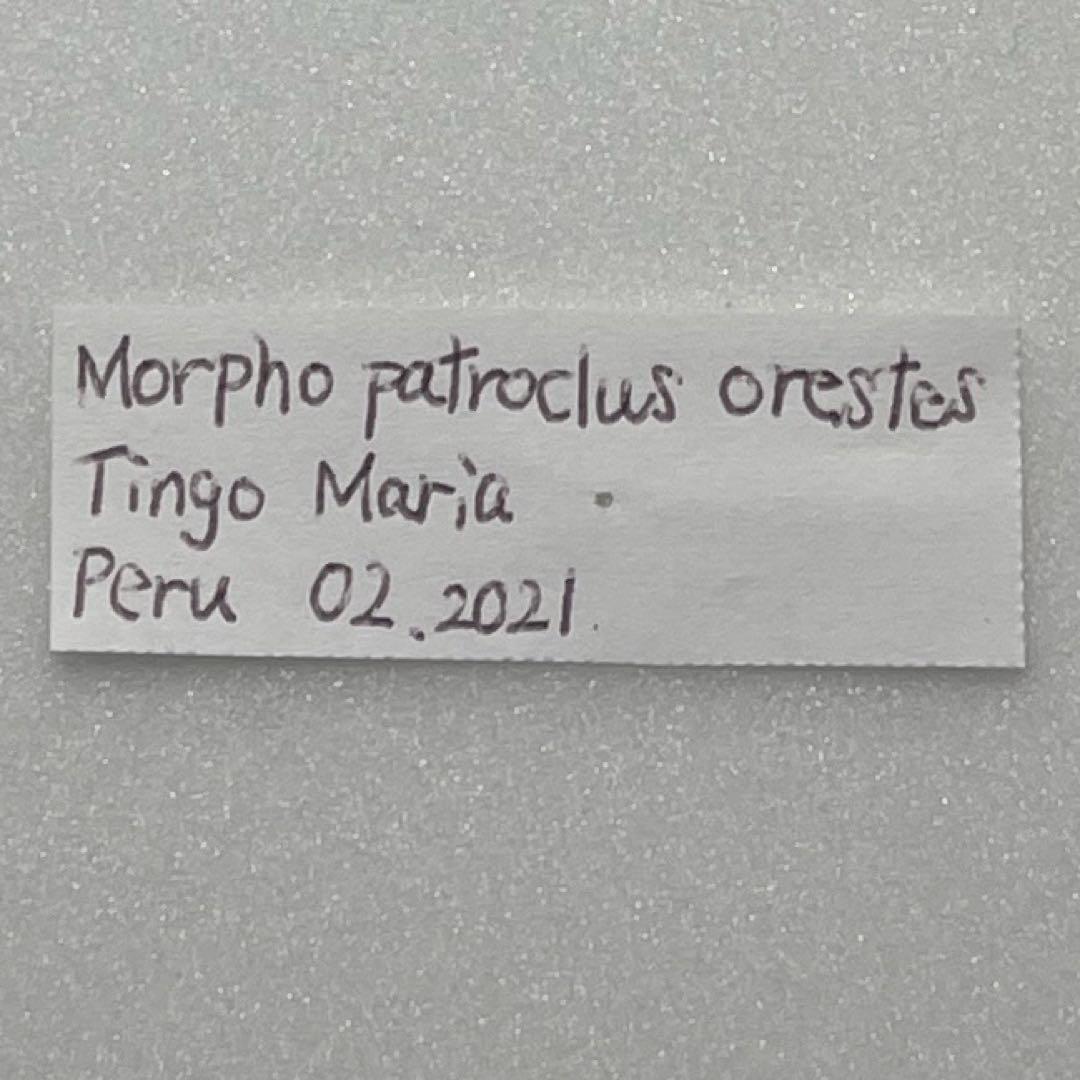 Morpho patroclus orestes
Tingo Maria
Peru 02.2021.